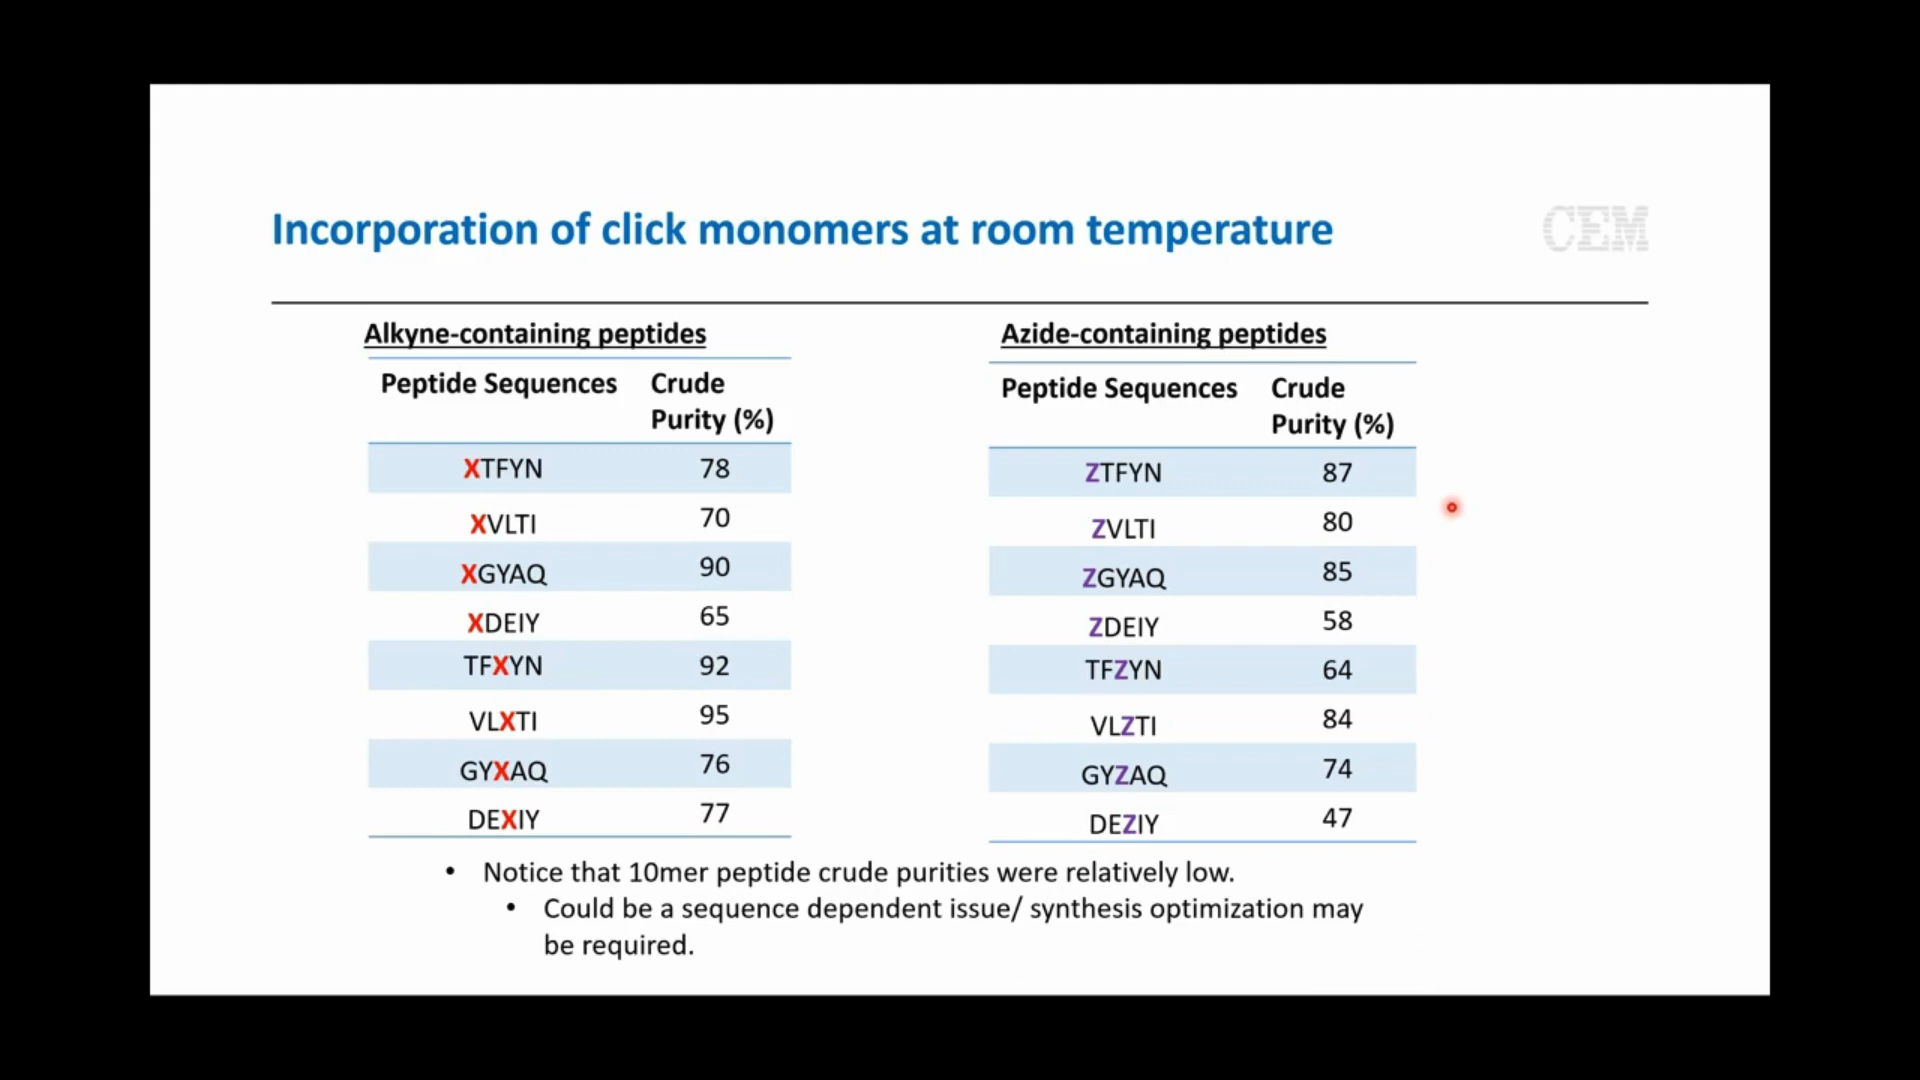 Incorporation of click monomers at room temperature
CEM
Alkyne-containing peptides
Peptide Sequences Crude
Purity (%)
XTFYN 78
XVLTI 70
XGYAQ 90
XDEIY 65
TFXYN 92
VLXTI 95
GYXAQ 76
DEXIY 77
Azide-containing peptides
Peptide Sequences Crude
Purity (%)
ZTFYN 87
ZVLTI 80
ZGYAQ 85
ZDEIY 58
TFZYN 64
VLZTI 84
GYZAQ 74
DEZIY 47
• Notice that 10mer peptide crude purities were relatively low.
• Could be a sequence dependent issue/ synthesis optimization may
be required.